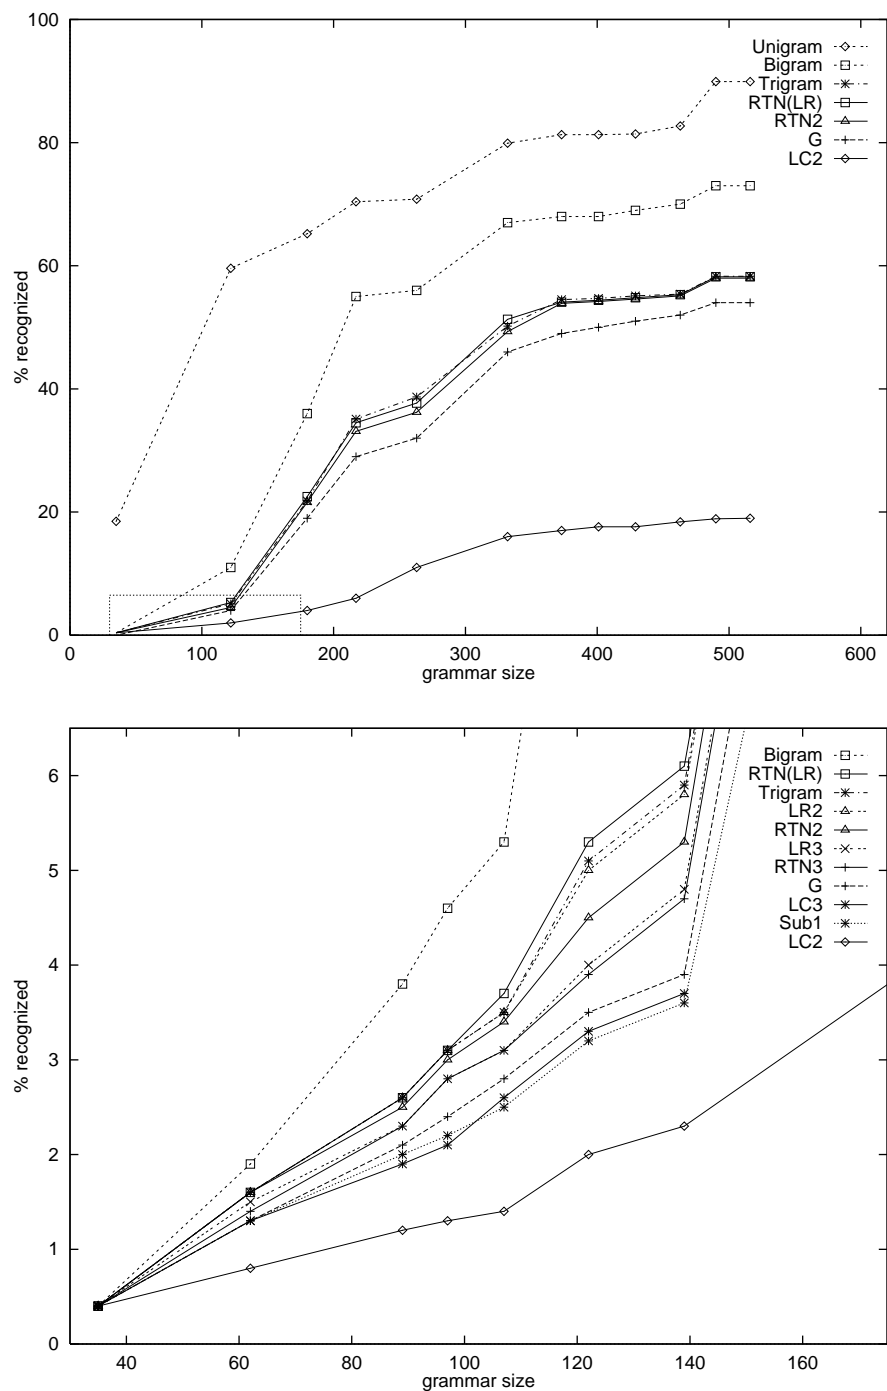 100
80
60
40
20
0
% recognized
0 100 200 300 400 500 600
grammar size
Unigram
Bigram
Trigram
RTN(LR)
RTN2
G
LC2
6
5
4
3
2
1
0
% recognized
40 60 80 100 120 140 160
grammar size
Bigram
RTN(LR)
Trigram
LR2
RTN2
LR3
RTN3
G
LC3
Sub1
LC2